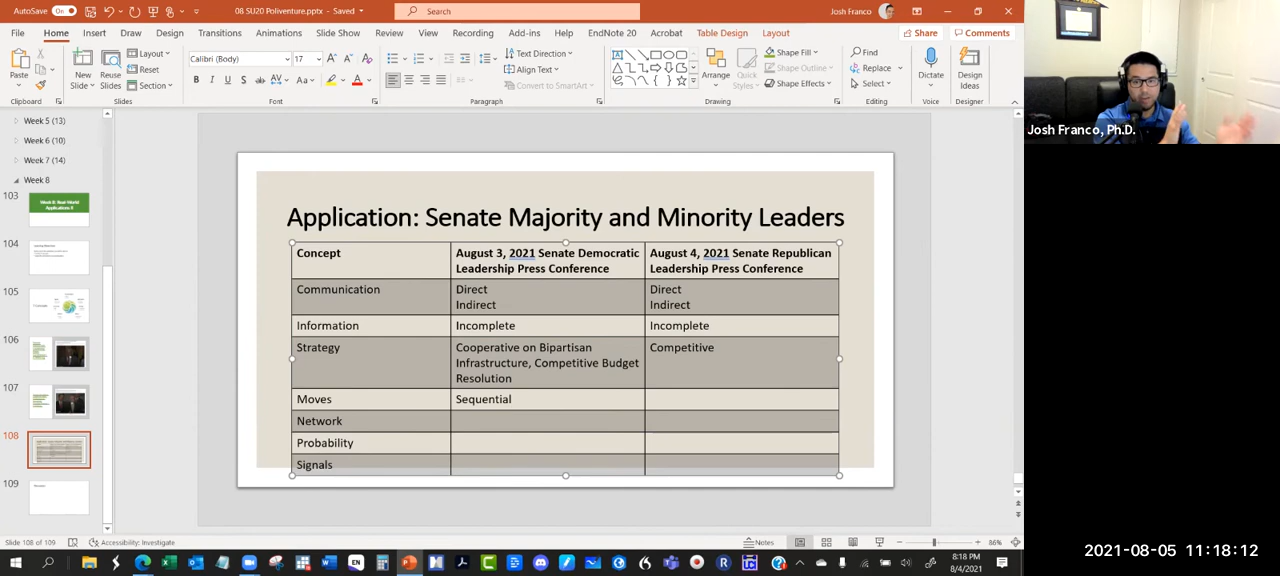 AutoSave On 08 SU20 Poliventure.pptx - Saved Search Josh Franco
File Home Insert Draw Design Transitions Animations Slide Show Review View Recording Add-ins Help EndNote 20 Acrobat Table Design Layout Share Comments
Paste
Clipboard
New Slide
Reuse Slides
Layout
Reset
Section
Slides
Calibri (Body) 17
Font
Text Direction
Align Text
Convert to SmartArt
Paragraph
Arrange
Quick Styles
Shape Fill
Shape Outline
Shape Effects
Drawing
Find
Replace
Select
Editing
Dictate
Voice
Design Ideas
Designer
Josh Franco, Ph.D.
Week 5 (13)
Week 6 (10)
Week 7 (14)
Week 8
103
Week 8: Real-World
Applications II
104
105
106
107
108
109
Application: Senate Majority and Minority Leaders
Concept
August 3, 2021 Senate Democratic
Leadership Press Conference
August 4, 2021 Senate Republican
Leadership Press Conference
Communication
Direct
Indirect
Direct
Indirect
Information Incomplete Incomplete
Strategy
Cooperative on Bipartisan
Infrastructure, Competitive Budget
Resolution
Competitive
Moves Sequential
Network
Probability
Signals
Slide 108 of 109 Accessibility: Investigate Notes 86%
8:18 PM
8/4/2021
2021-08-05 11:18:12